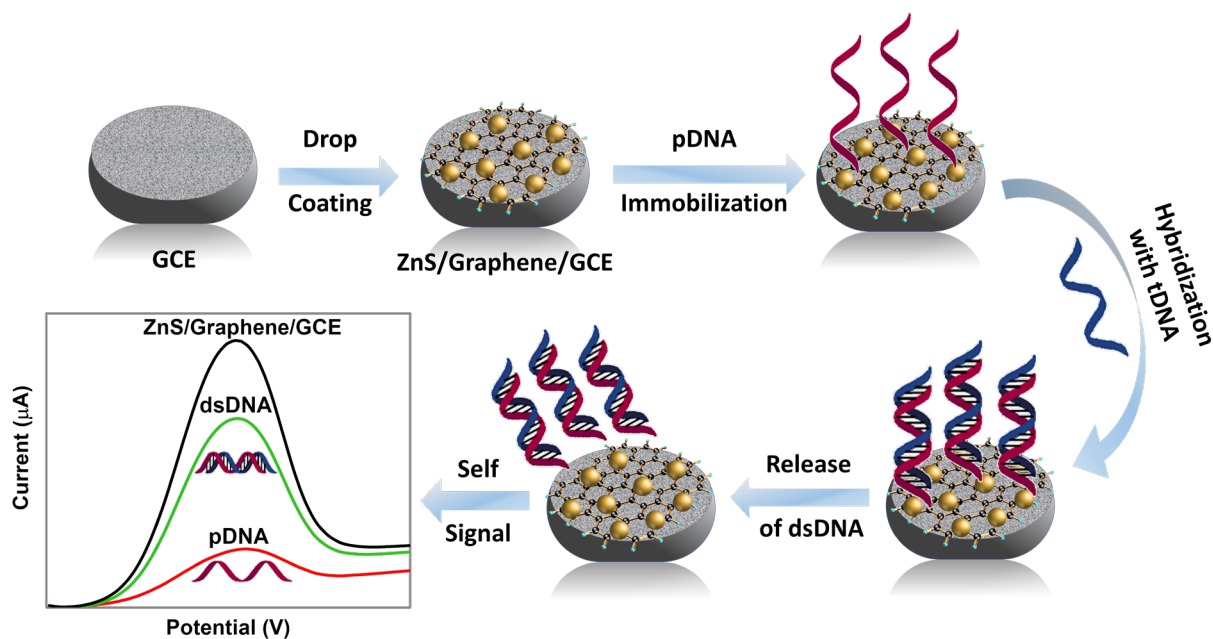 Drop
Coating
pDNA
Immobilization
GCE
ZnS/Graphene/GCE
Hybridization
with tDNA
Release
of dsDNA
Self
Signal
ZnS/Graphene/GCE
dsDNA
pDNA
Current (μA)
Potential (V)